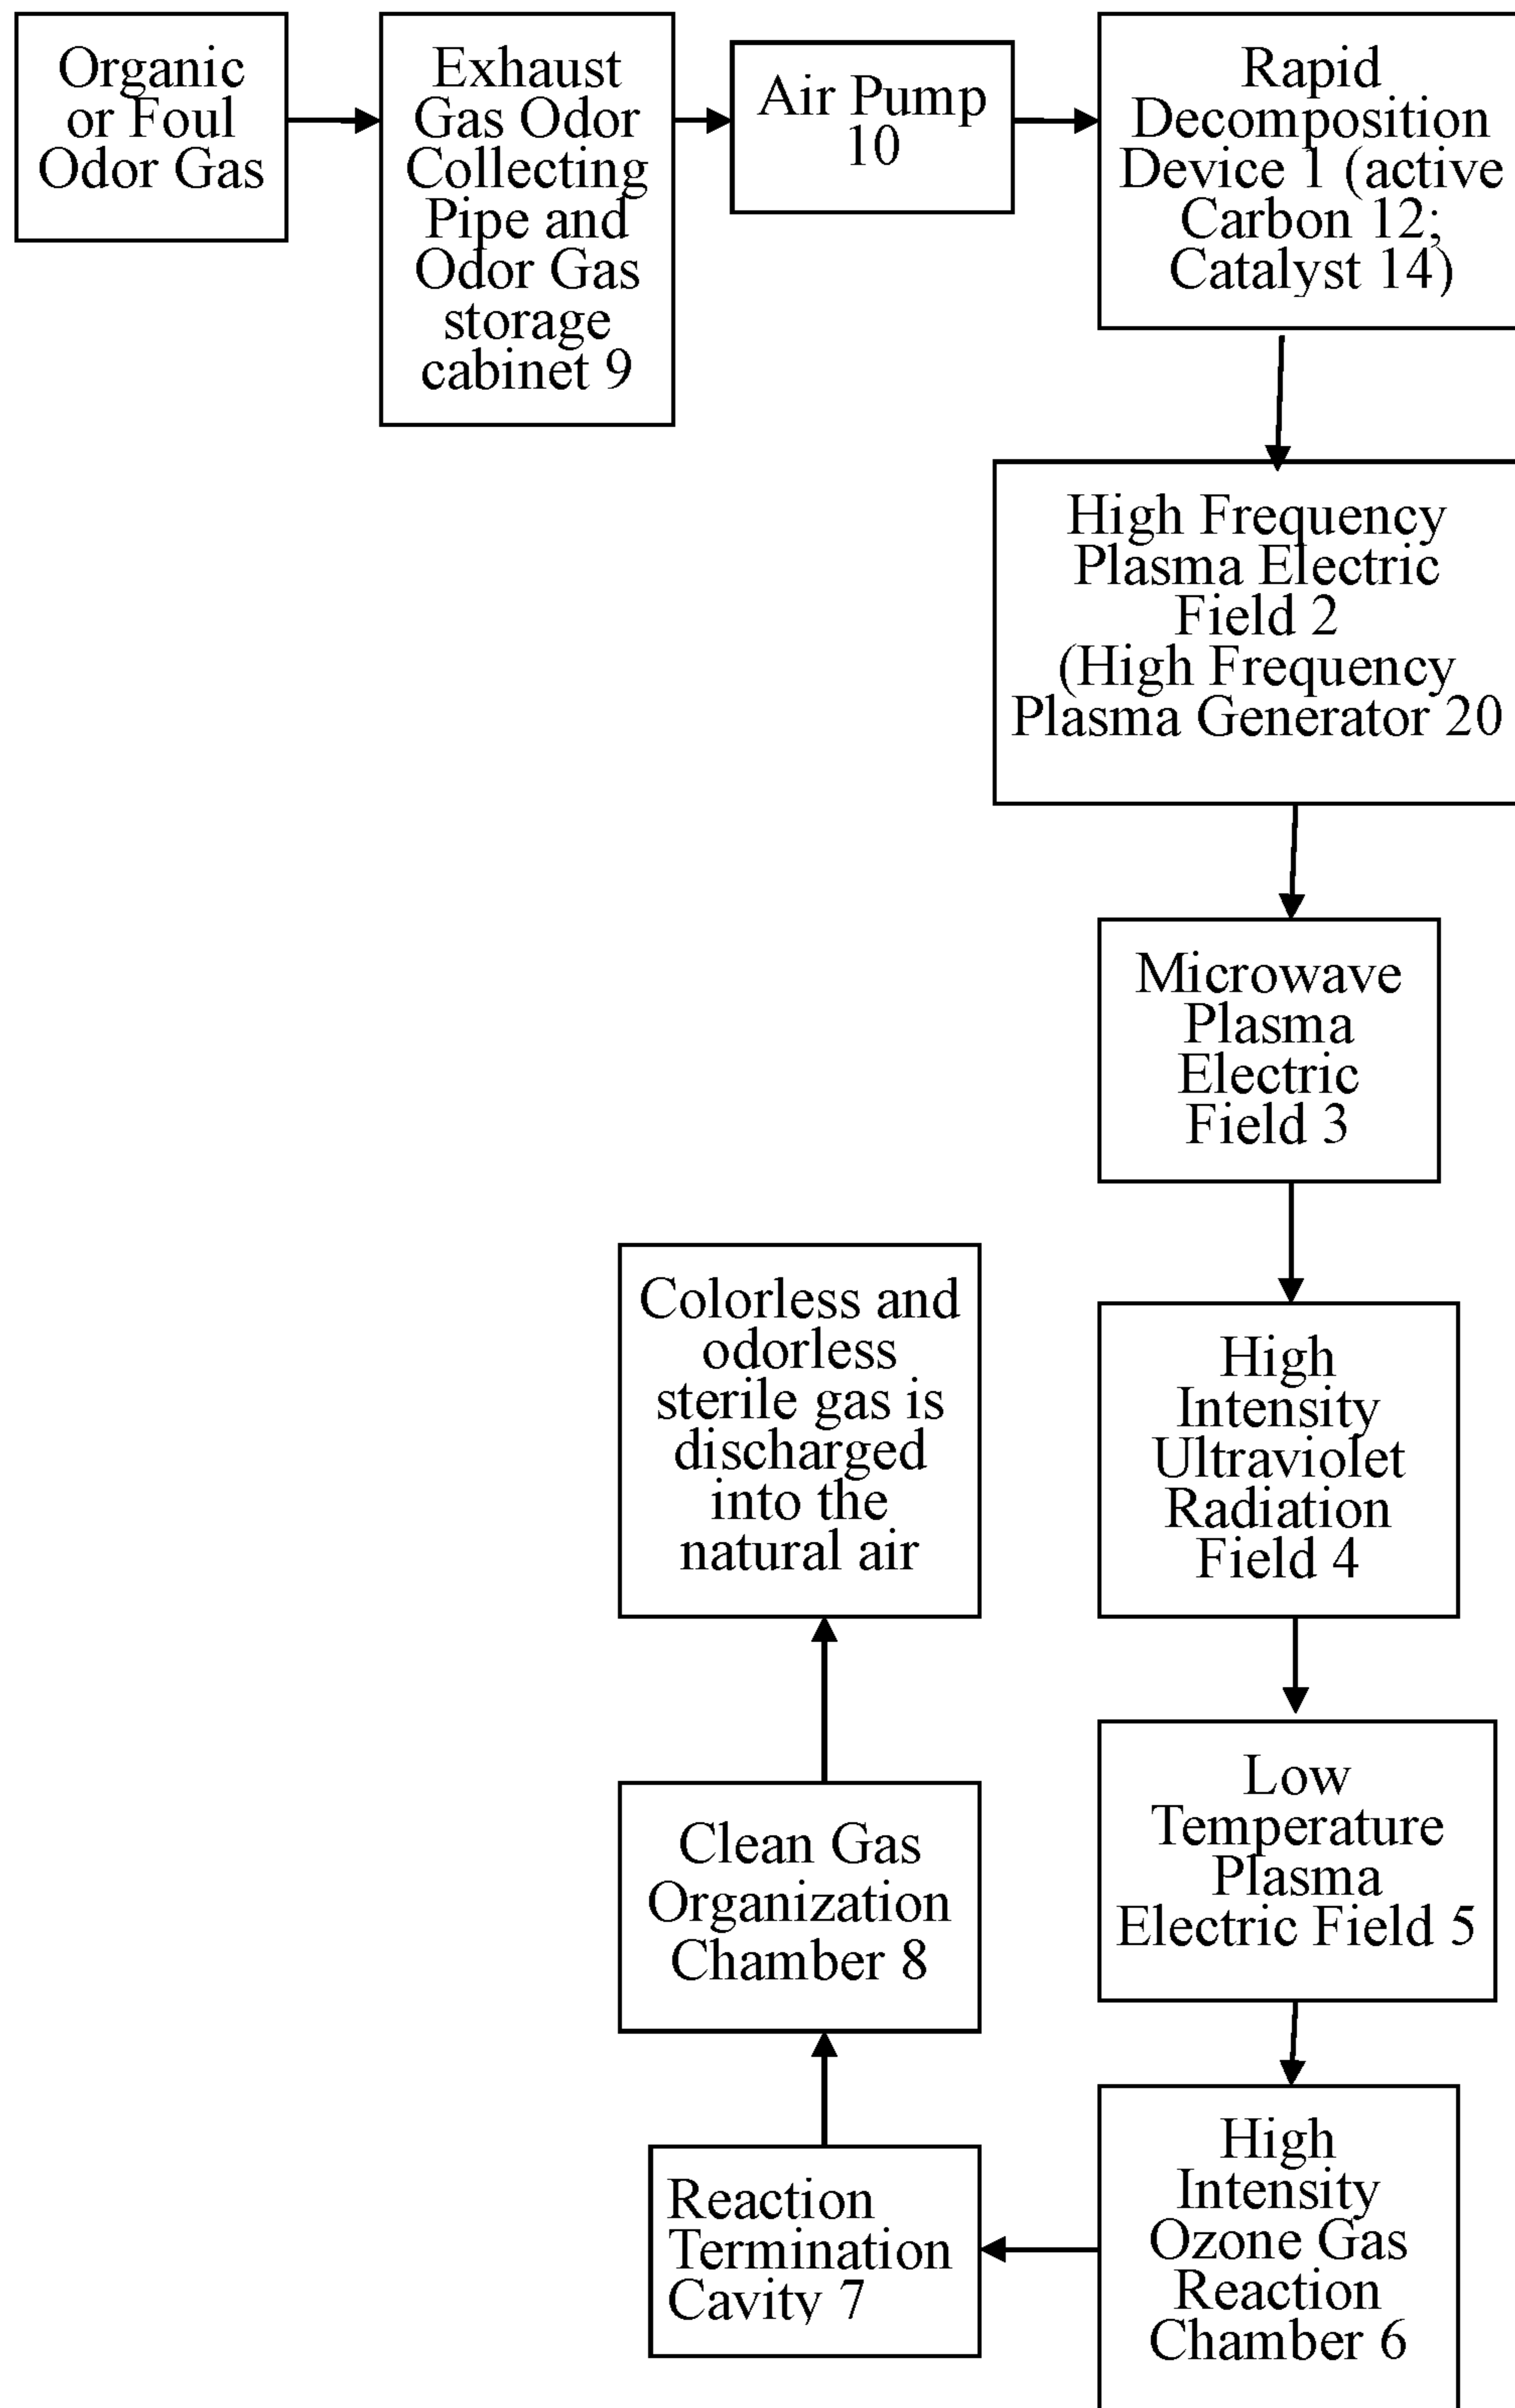 Organic
or Foul
Odor Gas
Exhaust
Gas Odor
Collecting
Pipe and
Odor Gas
storage
cabinet 9
Air Pump
10
Rapid
Decomposition
Device 1 (active
Carbon 12;
Catalyst 14)
High Frequency
Plasma Electric
Field 2
(High Frequency
Plasma Generator 20
Microwave
Plasma
Electric
Field 3
High
Intensity
Ultraviolet
Radiation
Field 4
Low
Temperature
Plasma
Electric Field 5
High
Intensity
Ozone Gas
Reaction
Chamber 6
Reaction
Termination
Cavity 7
Clean Gas
Organization
Chamber 8
Colorless and
odorless
sterile gas is
discharged
into the
natural air